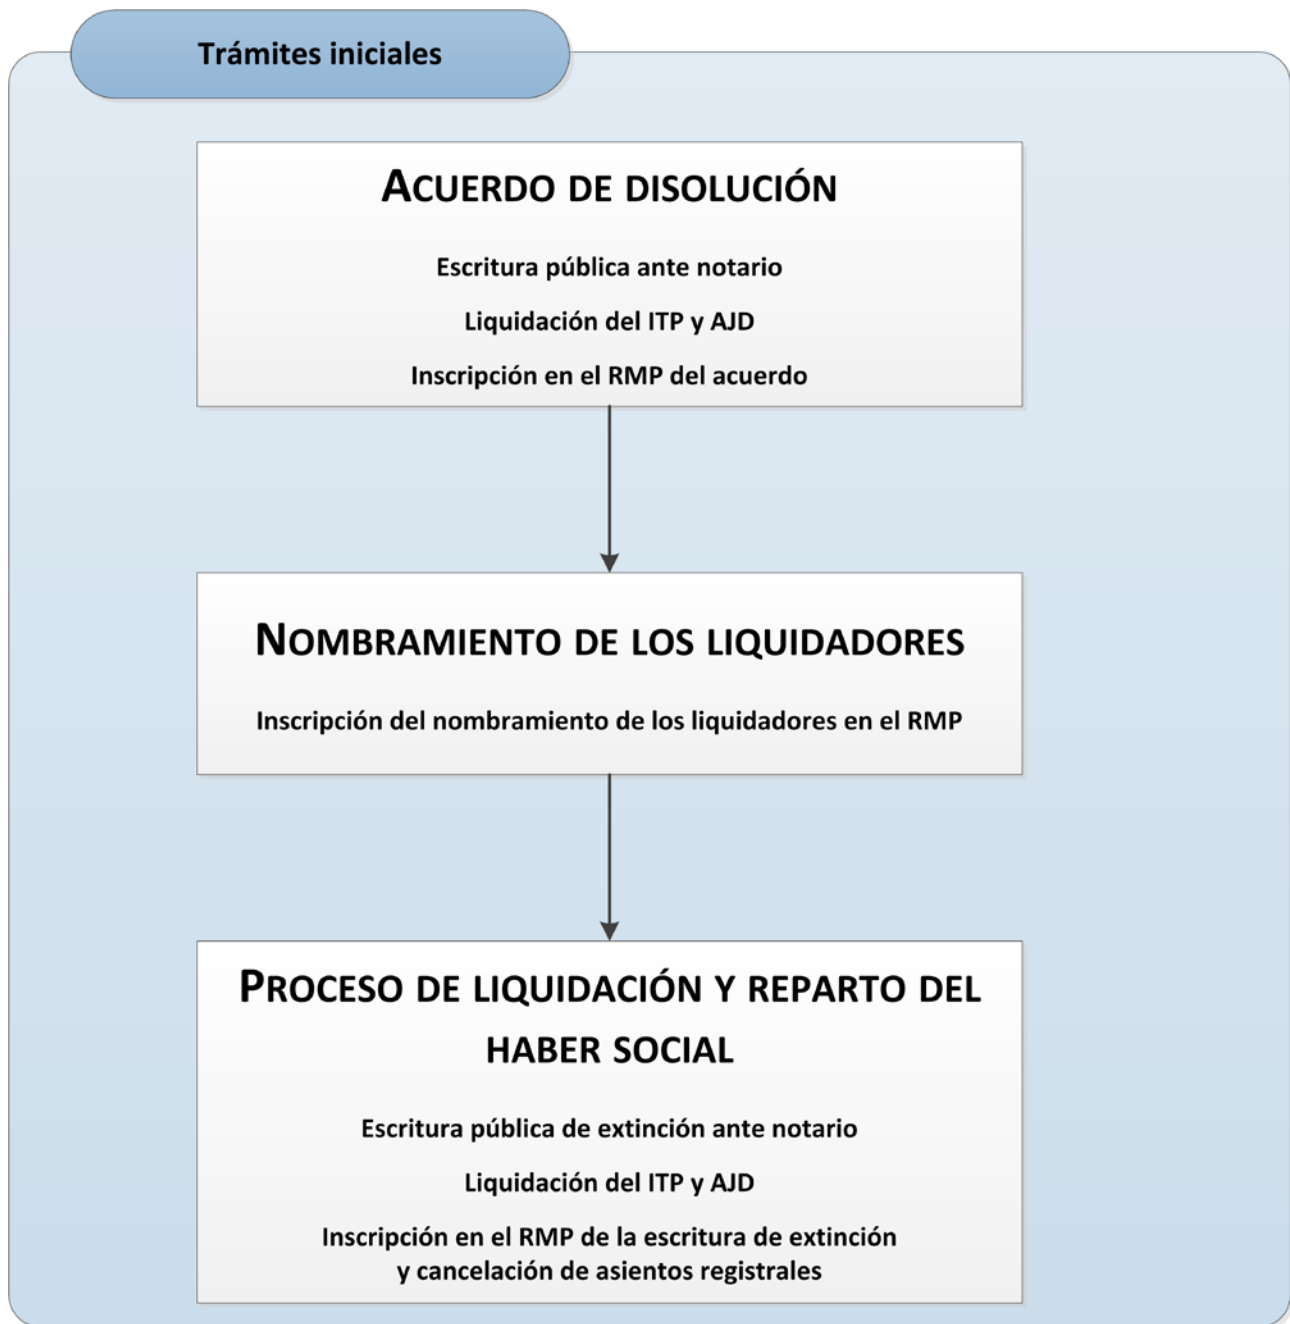 Trámites iniciales
ACUERDO DE DISOLUCIÓN
Escritura pública ante notario
Liquidación del ITP y AJD
Inscripción en el RMP del acuerdo
NOMBRAMIENTO DE LOS LIQUIDADORES
Inscripción del nombramiento de los liquidadores en el RMP
PROCESO DE LIQUIDACIÓN Y REPARTO DEL
HABER SOCIAL
Escritura pública de extinción ante notario
Liquidación del ITP y AJD
Inscripción en el RMP de la escritura de extinción
y cancelación de asientos registrales